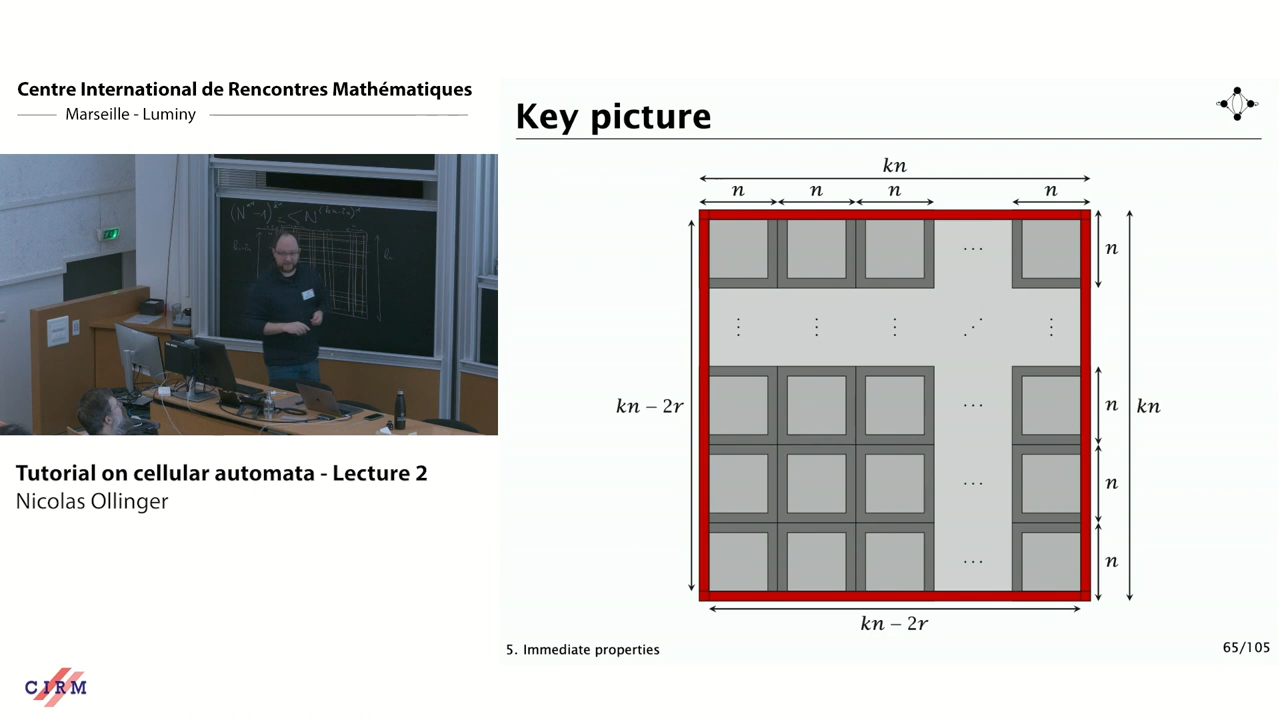 Centre International de Rencontres Mathématiques
Marseille - Luminy
Tutorial on cellular automata - Lecture 2
Nicolas Ollinger
CIRM
Key picture
kn
n n n n
n
kn − 2r
n kn
n
n
kn − 2r
5. Immediate properties
65/105